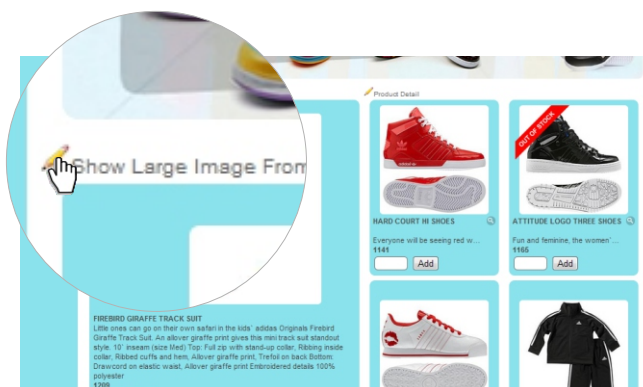 Product Detail
Show Large Image From
OUT OF STOCK
HARD COURT HI SHOES
Everyone will be seeing red w...
1141
Add
ATTITUDE LOGO THREE SHOES
Fun and feminine, the women`...
1165
Add
FIREBIRD GIRAFFE TRACK SUIT
Little ones can go on their own safari in the kids` adidas Originals Firebird
Giraffe Track Suit. An allover giraffe print gives this mini track suit standout
style. 10` inseam (size Med) Top: Full zip with stand-up collar, Ribbing inside
collar, Ribbed cuffs and hem, Allover giraffe print, Trefoil on back Bottom:
Drawcord on elastic waist, Allover giraffe print Embroidered details 100%
polyester
1209